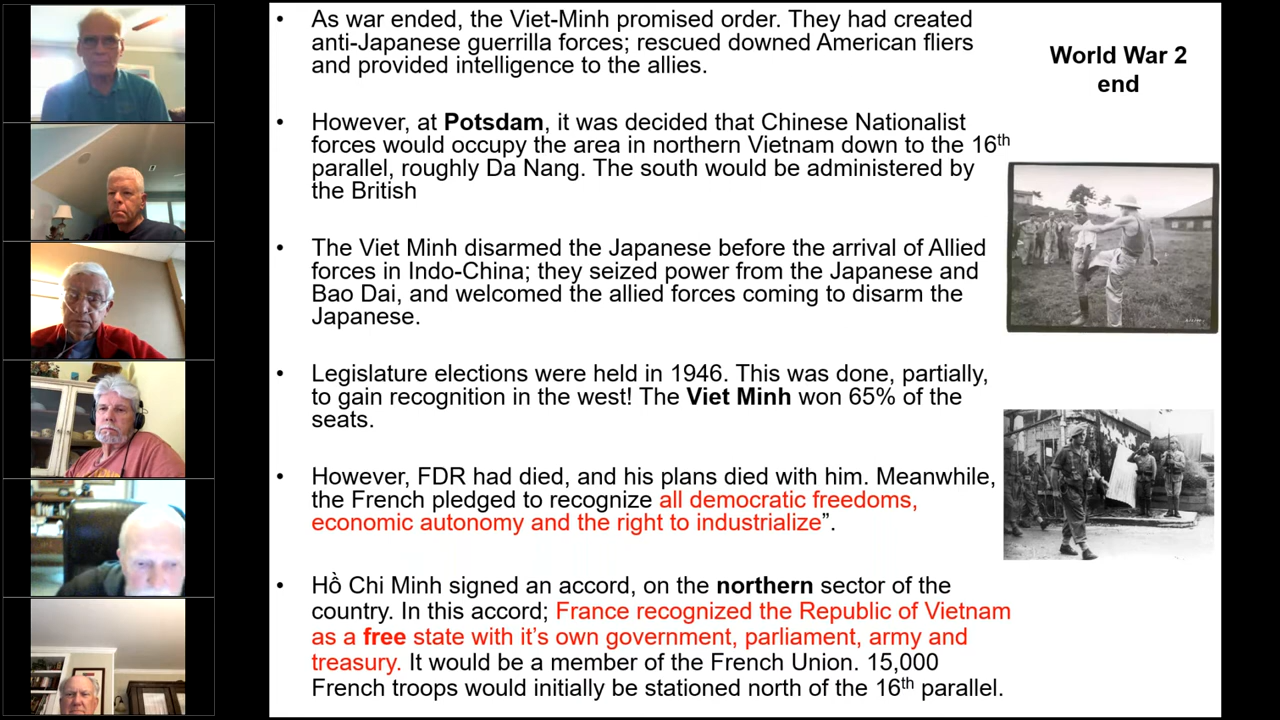 • As war ended, the Viet-Minh promised order. They had created
anti-Japanese guerrilla forces; rescued downed American fliers
and provided intelligence to the allies.
World War 2
end
• However, at Potsdam, it was decided that Chinese Nationalist
forces would occupy the area in northern Vietnam down to the 16th
parallel, roughly Da Nang. The south would be administered by
the British
• The Viet Minh disarmed the Japanese before the arrival of Allied
forces in Indo-China; they seized power from the Japanese and
Bao Dai, and welcomed the allied forces coming to disarm the
Japanese.
• Legislature elections were held in 1946. This was done, partially,
to gain recognition in the west! The Viet Minh won 65% of the
seats.
• However, FDR had died, and his plans died with him. Meanwhile,
the French pledged to recognize all democratic freedoms,
economic autonomy and the right to industrialize”.
• Hồ Chi Minh signed an accord, on the northern sector of the
country. In this accord; France recognized the Republic of Vietnam
as a free state with it’s own government, parliament, army and
treasury. It would be a member of the French Union. 15,000
French troops would initially be stationed north of the 16th parallel.